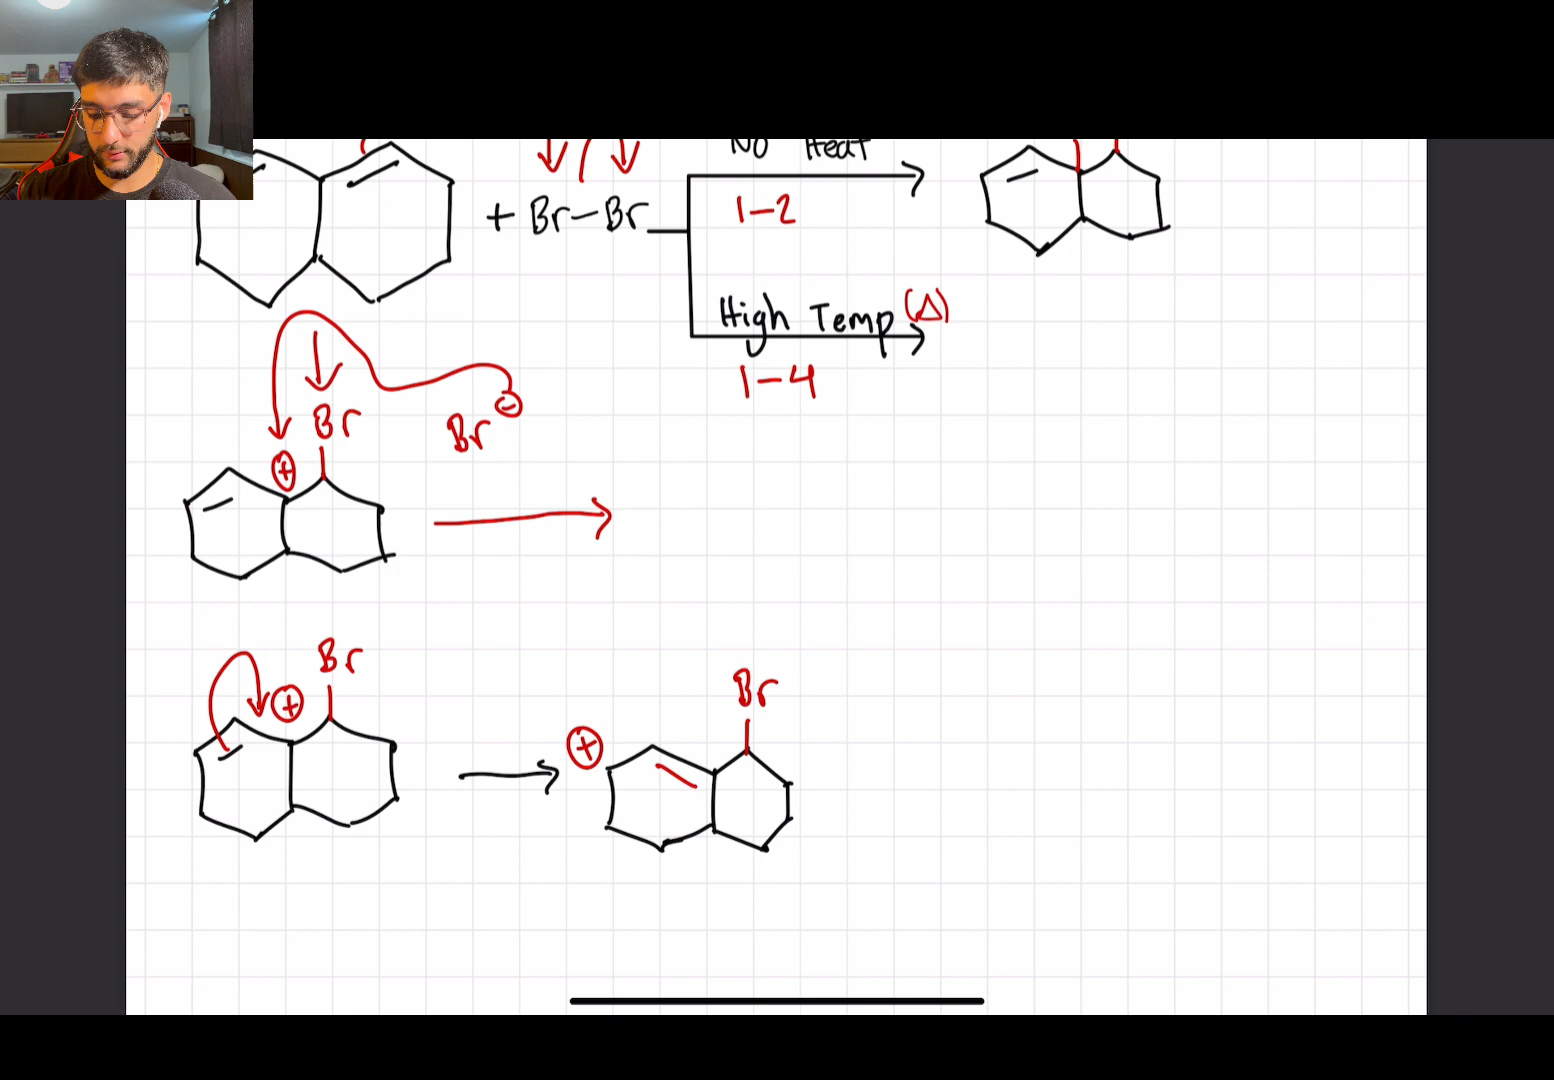 No Heat
+ Br-Br
1-2
High Temp (Δ)
1-4
Br
Br ⊖
⊕
Br
⊕
Br
⊕